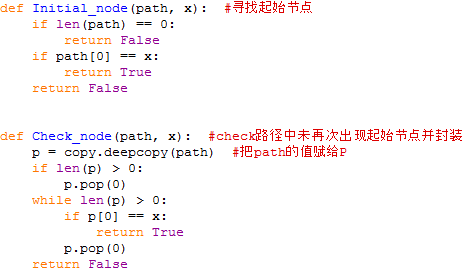 def Initial_node(path, x):  #寻找起始节点
    if len(path) == 0:
        return False
    if path[0] == x:
        return True
    return False
def Check_node(path, x):  #check路径中未再次出现起始节点并封装
    p = copy.deepcopy(path)  #把path的值赋给P
    if len(p) > 0:
        p.pop(0)
    while len(p) > 0:
        if p[0] == x:
            return True
        p.pop(0)
    return False